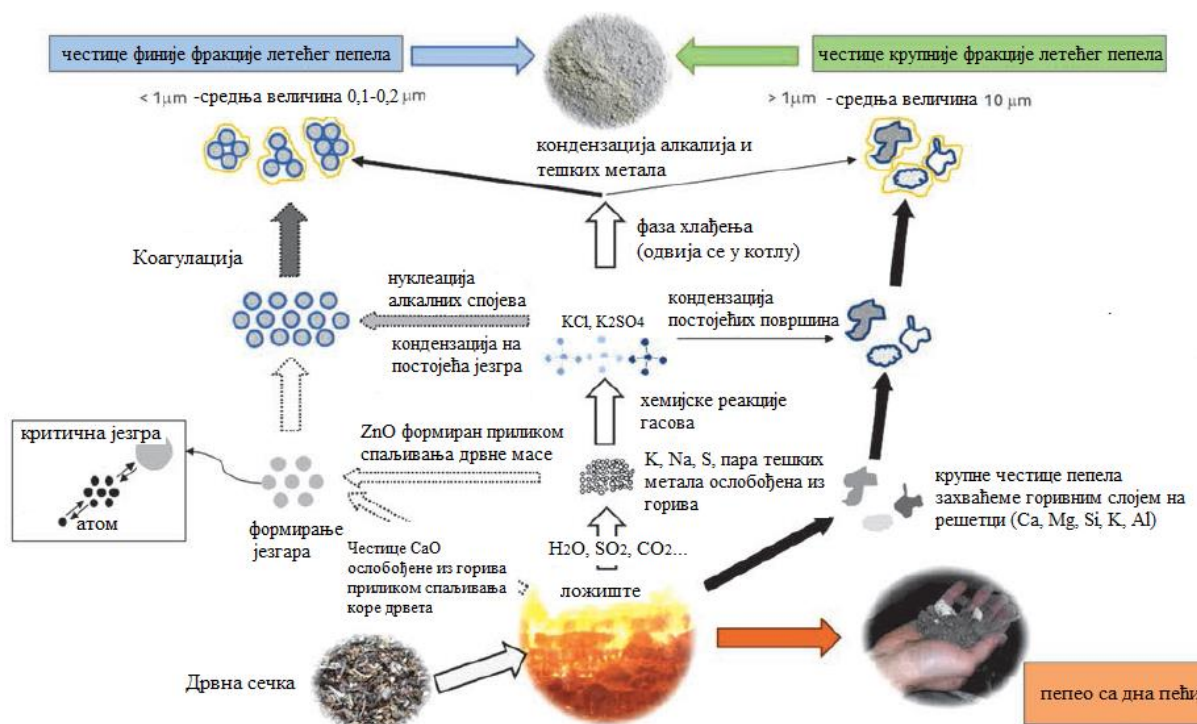 честице финије фракције летећег пепела
честице крупније фракције летећег пепела
< 1μm -средња величина 0,1-0,2 μm
> 1μm - средња величина 10 μm
кондензација алкалија и
тешких метала
фаза хлађења
(одвија се у котлу)
Коагулација
нуклеација
алкалних спојева
кондензација на
постојећа језгра
KCl, K2SO4
кондензација
постојећих површина
хемијске реакције
гасова
критична језгра
атом
ZnO формиран приликом
спаљивања дрвне масе
K, Na, S, пара тешких
метала ослобођена из
горива
крупне честице пепела
захваћеме горивним слојем на
решетци (Ca, Mg, Si, K, Al)
формирање
језгара
Честице CaO
ослобођене из горива
приликом спаљивања
коре дрвета
H2O, SO2, CO2...
ложиште
Дрвна сечка
пепео са дна пећи